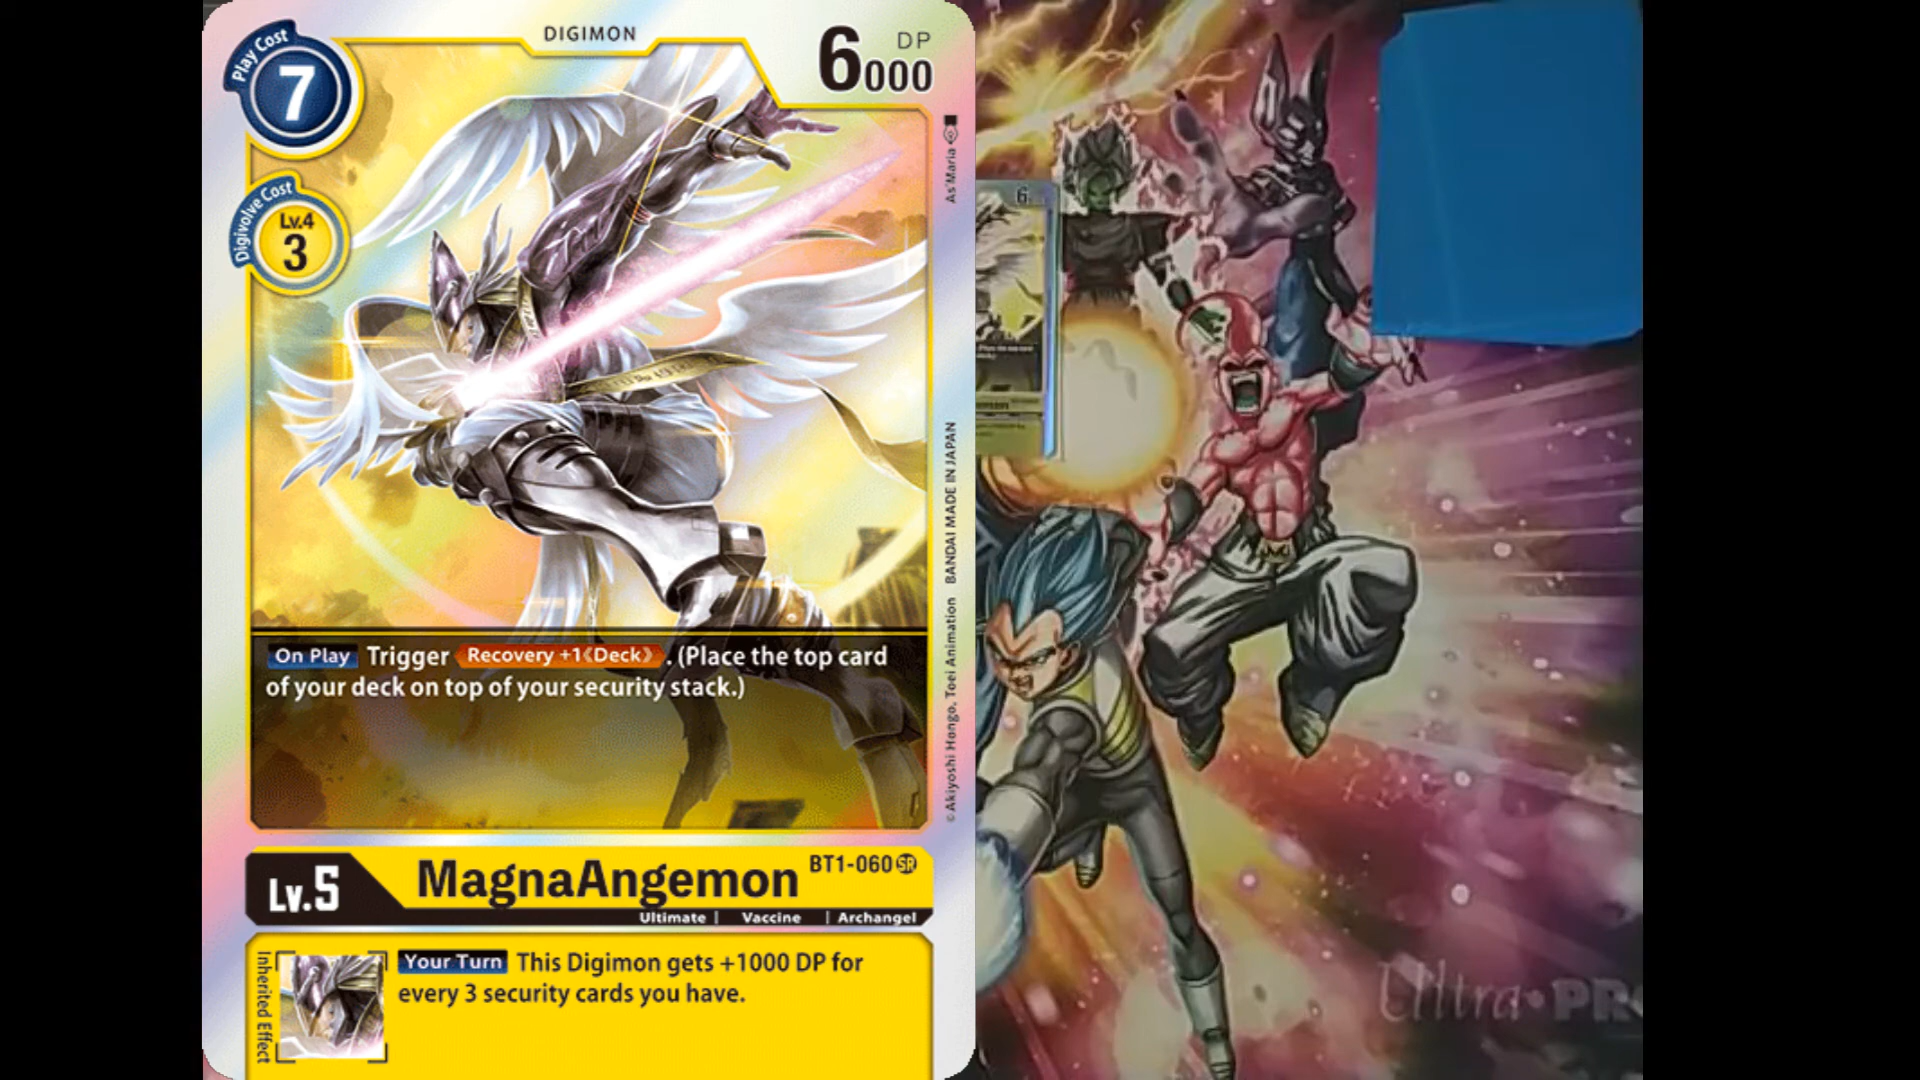 Play Cost
7
DIGIMON
DP
6000
Digivolve Cost
Lv.4
3
As'Maria
© Akiyoshi Hongo, Toei Animation BANDAI MADE IN JAPAN
On Play Trigger Recovery +1《Deck》. (Place the top card
of your deck on top of your security stack.)
Lv.5
MagnaAngemon
BT1-060 SR
Ultimate | Vaccine | Archangel
Inherited Effect
Your Turn This Digimon gets +1000 DP for
every 3 security cards you have.
6
Ultra PR